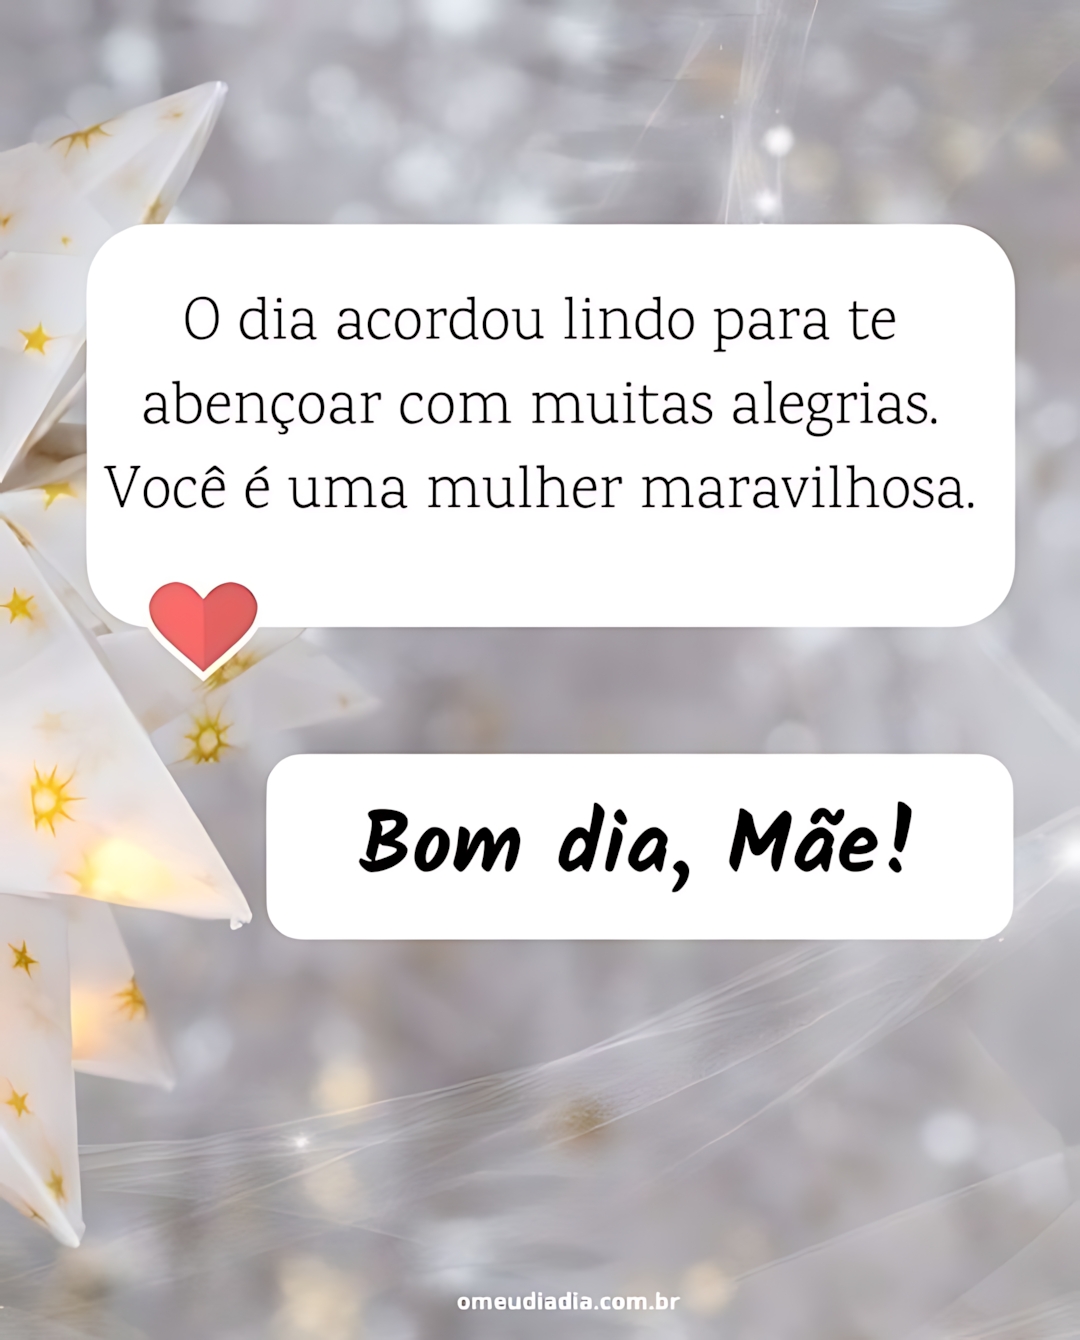 O dia acordou lindo para te
abençoar com muitas alegrias.
Você é uma mulher maravilhosa.
Bom dia, Mãe!
omeudiadia.com.br